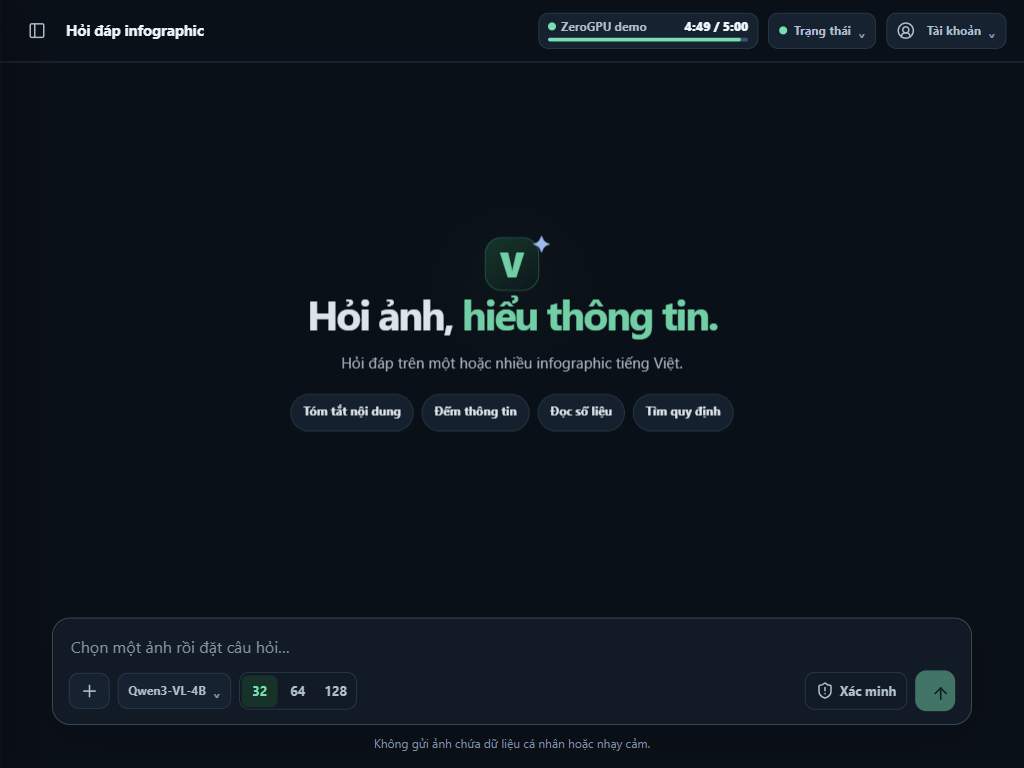 Hỏi đáp infographic
ZeroGPU demo 4:49 / 5:00
Trạng thái
Tài khoản
V
Hỏi ảnh, hiểu thông tin.
Hỏi đáp trên một hoặc nhiều infographic tiếng Việt.
Tóm tắt nội dung
Đếm thông tin
Đọc số liệu
Tìm quy định
Chọn một ảnh rồi đặt câu hỏi...
Qwen3-VL-4B
32 64 128
Xác minh
Không gửi ảnh chứa dữ liệu cá nhân hoặc nhạy cảm.